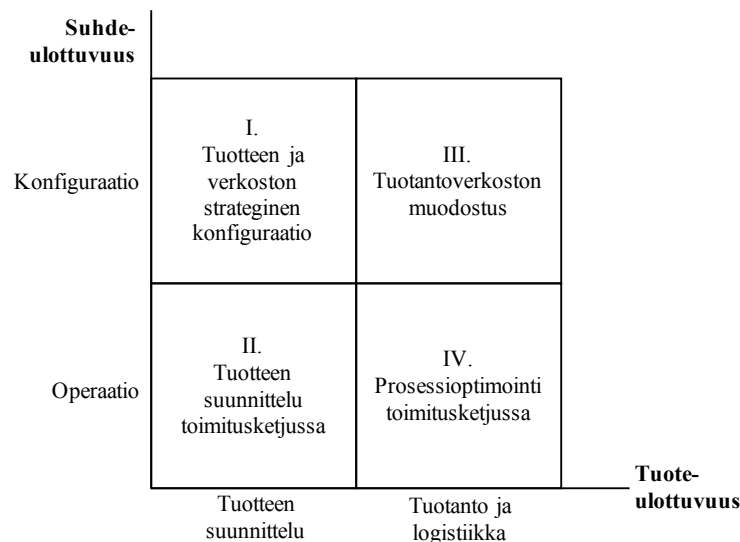 Suhde-
ulottuvuus
Konfiguraatio
I.
Tuotteen ja
verkoston
strateginen
konfiguraatio
III.
Tuotantoverkoston
muodostus
Operaatio
II.
Tuotteen
suunnittelu
toimitusketjussa
IV.
Prosessioptimointi
toimitusketjussa
Tuote-
ulottuvuus
Tuotteen
suunnittelu
Tuotanto ja
logistiikka